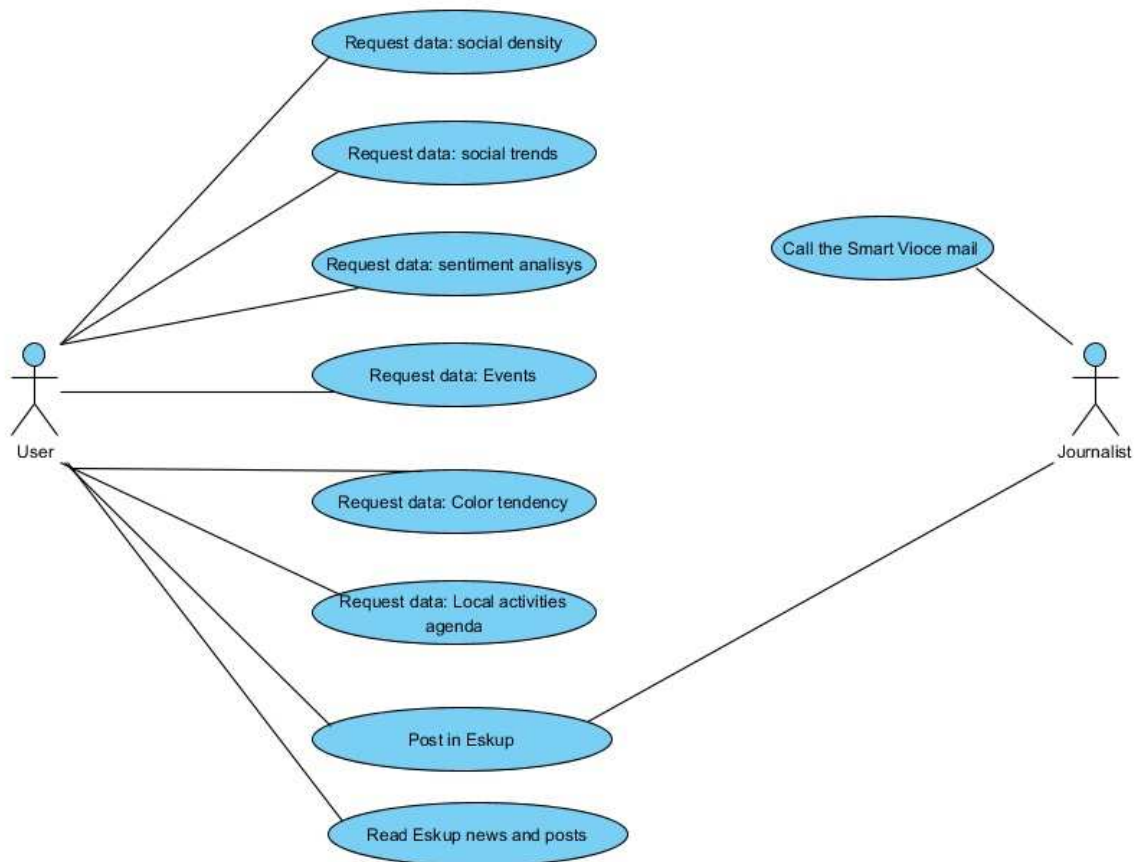 Request data: social density
Request data: social trends
Call the Smart Vioce mail
Request data: sentiment analisys
Request data: Events
User
Journalist
Request data: Color tendency
Request data: Local activities
agenda
Post in Eskup
Read Eskup news and posts